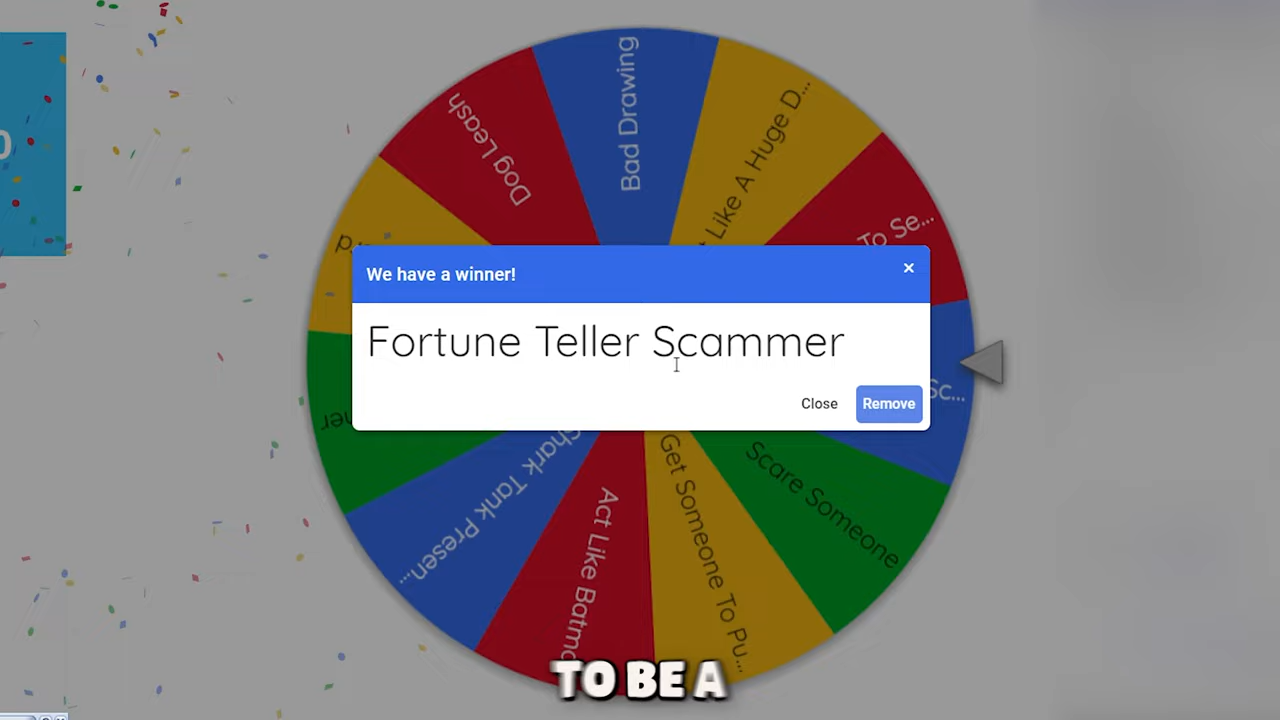 Dog Leash
Bad Drawing
Like A Huge D...
To Se...
We have a winner!
Fortune Teller Scammer
Close
Remove
Sc...
Shark Tank Presen...
Act Like Batm
Get Someone To Pu...
Scare Someone
TO BE A